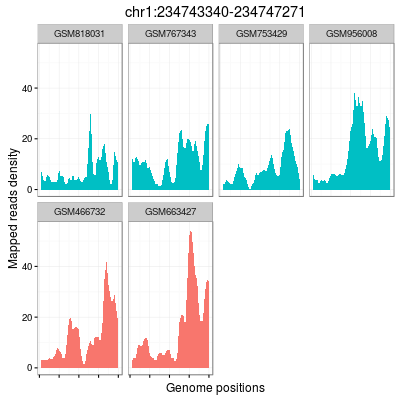 chr1:234743340-234747271
GSM818031 GSM767343 GSM753429 GSM956008
40
20
0
GSM466732 GSM663427
40
20
0
Mapped reads density
Genome positions